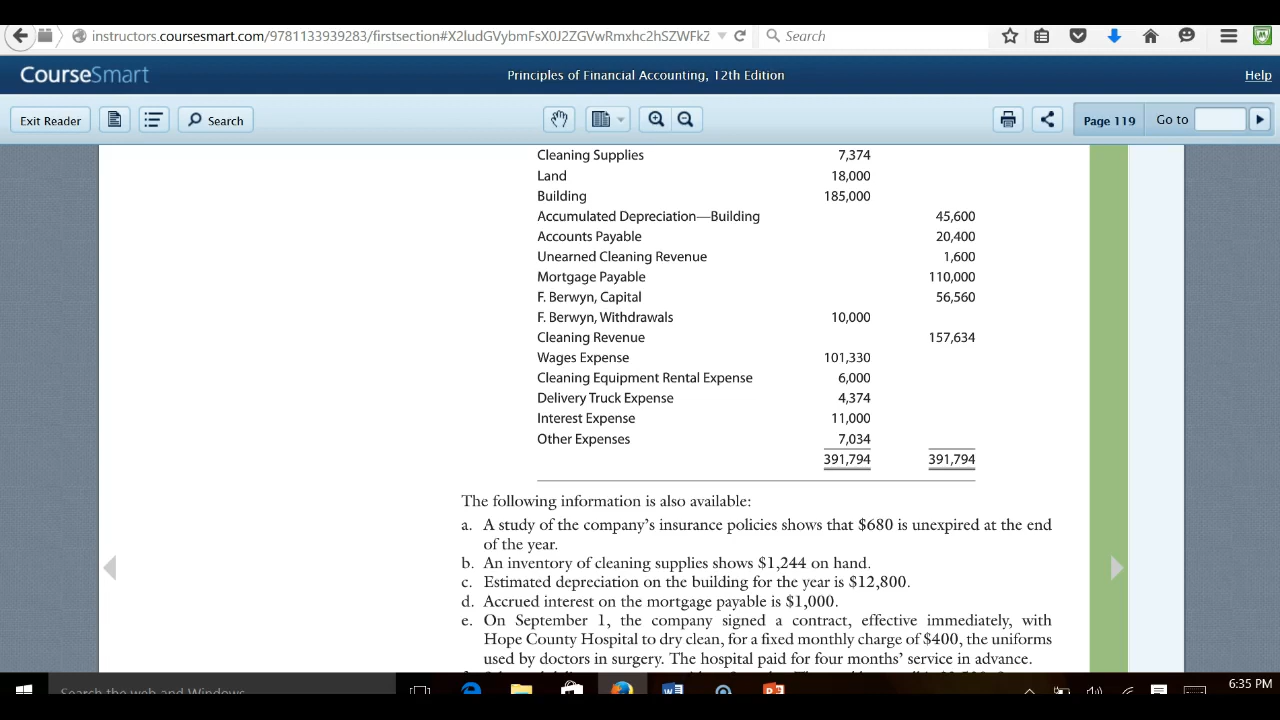 instructors.coursesmart.com/9781133939283/firstsection#X2ludGVybmFsX0J2ZGVwRmxhc2hSZWFkZ
Search
CourseSmart
Principles of Financial Accounting, 12th Edition
Help
Exit Reader
Search
Page 119
Go to
Cleaning Supplies 7,374
Land 18,000
Building 185,000
Accumulated Depreciation—Building 45,600
Accounts Payable 20,400
Unearned Cleaning Revenue 1,600
Mortgage Payable 110,000
F. Berwyn, Capital 56,560
F. Berwyn, Withdrawals 10,000
Cleaning Revenue 157,634
Wages Expense 101,330
Cleaning Equipment Rental Expense 6,000
Delivery Truck Expense 4,374
Interest Expense 11,000
Other Expenses 7,034
391,794 391,794
The following information is also available:
a. A study of the company's insurance policies shows that $680 is unexpired at the end
of the year.
b. An inventory of cleaning supplies shows $1,244 on hand.
c. Estimated depreciation on the building for the year is $12,800.
d. Accrued interest on the mortgage payable is $1,000.
e. On September 1, the company signed a contract, effective immediately, with
Hope County Hospital to dry clean, for a fixed monthly charge of $400, the uniforms
used by doctors in surgery. The hospital paid for four months' service in advance.
Search the web and Windows
6:35 PM